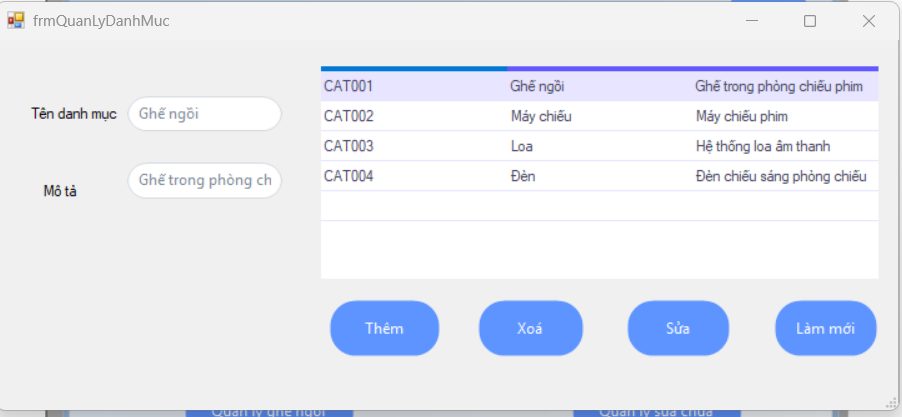 frmQuanLyDanhMuc
Tên danh mục
Ghế ngồi
Mô tả
Ghế trong phòng ch
CAT001 Ghế ngồi Ghế trong phòng chiếu phim
CAT002 Máy chiếu Máy chiếu phim
CAT003 Loa Hệ thống loa âm thanh
CAT004 Đèn Đèn chiếu sáng phòng chiếu
Thêm Xoá Sửa Làm mới
Quản lý ghế ngồi Quản lý sửa chữa